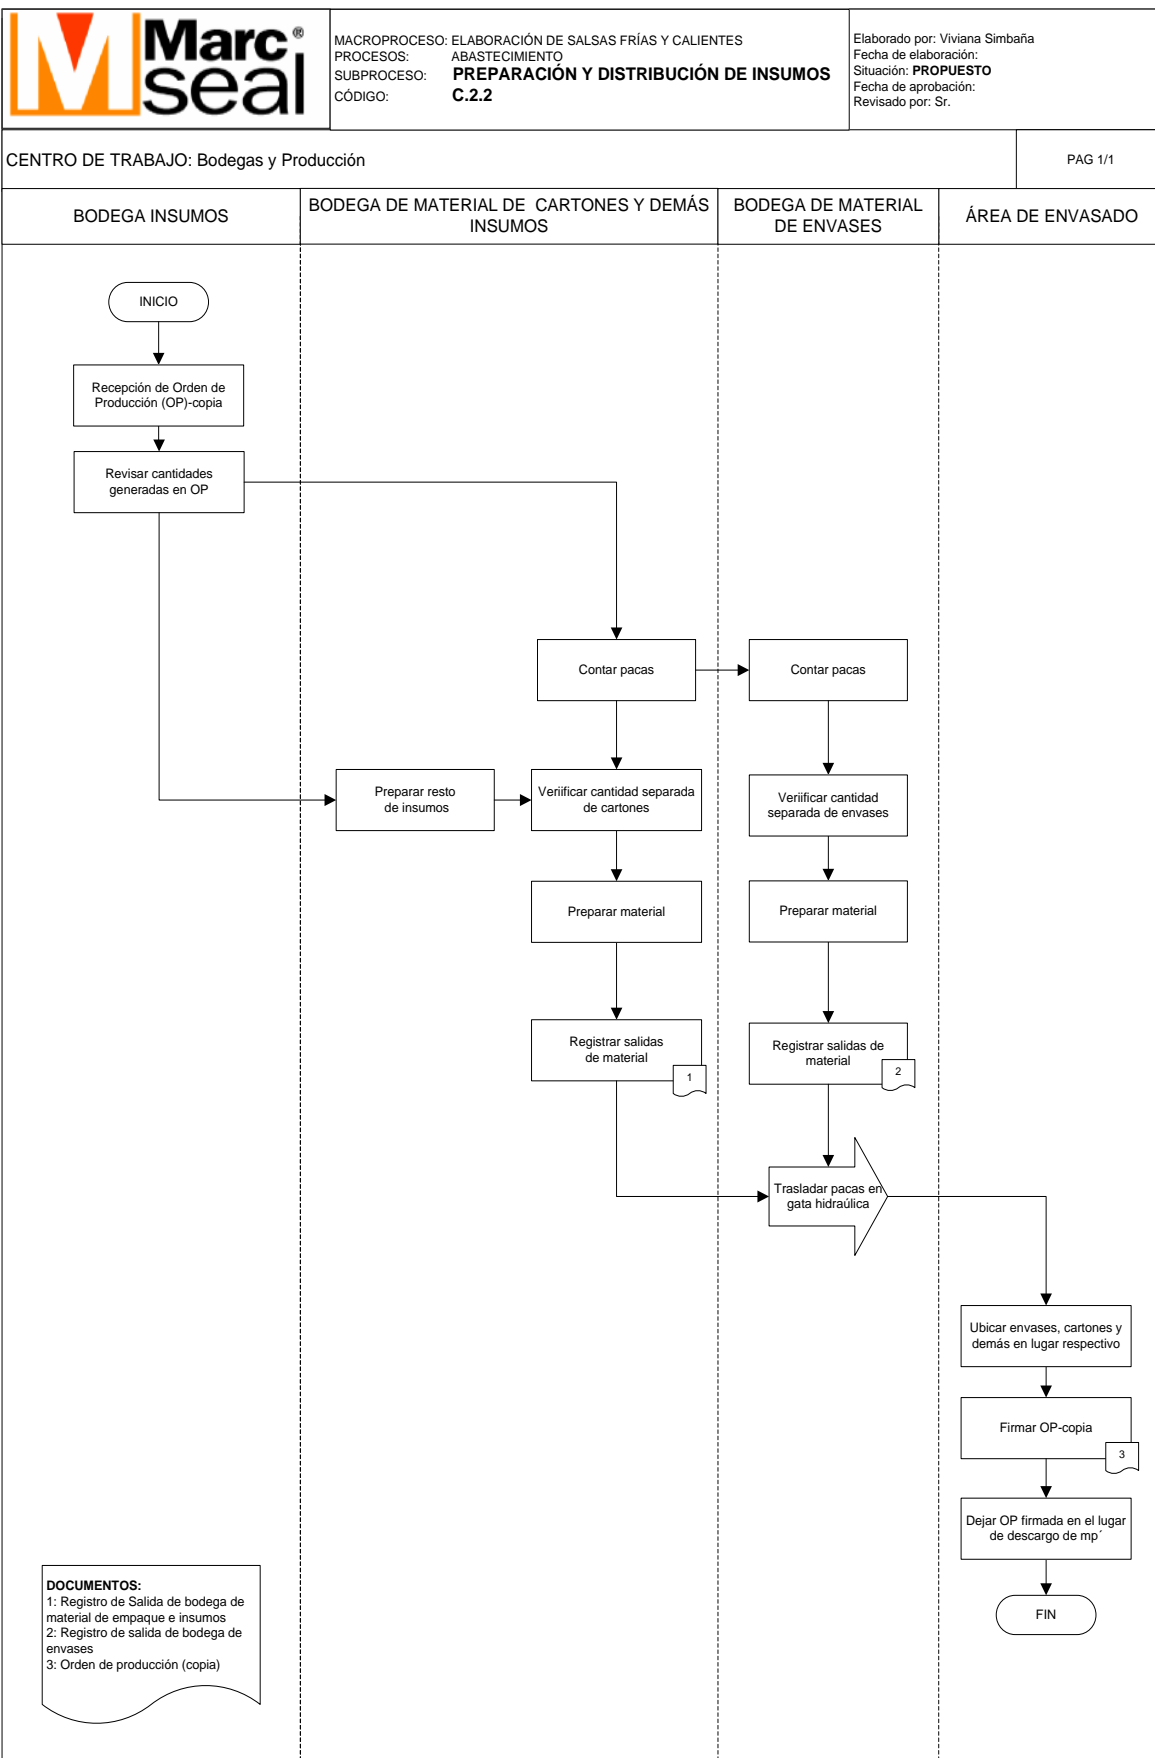 Marc®
seal
MACROPROCESO: ELABORACIÓN DE SALSAS FRÍAS Y CALIENTES
PROCESOS: ABASTECIMIENTO
SUBPROCESO: PREPARACIÓN Y DISTRIBUCIÓN DE INSUMOS
CÓDIGO: C.2.2
Elaborado por: Viviana Simbaña
Fecha de elaboración:
Situación: PROPUESTO
Fecha de aprobación:
Revisado por: Sr.
CENTRO DE TRABAJO: Bodegas y Producción
PAG 1/1
BODEGA INSUMOS
BODEGA DE MATERIAL DE CARTONES Y DEMÁS
INSUMOS
BODEGA DE MATERIAL
DE ENVASES
ÁREA DE ENVASADO
INICIO
Recepción de Orden de
Producción (OP)-copia
Revisar cantidades
generadas en OP
Contar pacas
Contar pacas
Preparar resto
de insumos
Veriificar cantidad separada
de cartones
Veriificar cantidad
separada de envases
Preparar material
Preparar material
Registrar salidas
de material
1
Registrar salidas de
material
2
Trasladar pacas en
gata hidraúlica
Ubicar envases, cartones y
demás en lugar respectivo
Firmar OP-copia
3
Dejar OP firmada en el lugar
de descargo de mp´
FIN
DOCUMENTOS:
1: Registro de Salida de bodega de
material de empaque e insumos
2: Registro de salida de bodega de
envases
3: Orden de producción (copia)